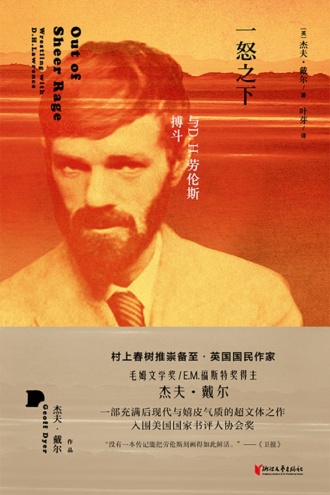 Out of
Sheer Rage
Wrestling with
D.H.Lawrence
一怒之下
与D.H.劳伦斯
搏斗
[英]
杰夫·戴尔/著
叶芽/译
村上春树推崇备至·英国国民作家
毛姆文学奖/E.M.福斯特奖得主
杰夫·戴尔
一部充满后现代与嬉皮气质的超文体之作
入围美国国家书评人协会奖
“没有一本传记能把劳伦斯刻画得如此鲜活。”——《卫报》
Geoff Dyer
杰夫·戴尔
作品
浙江文艺出版社